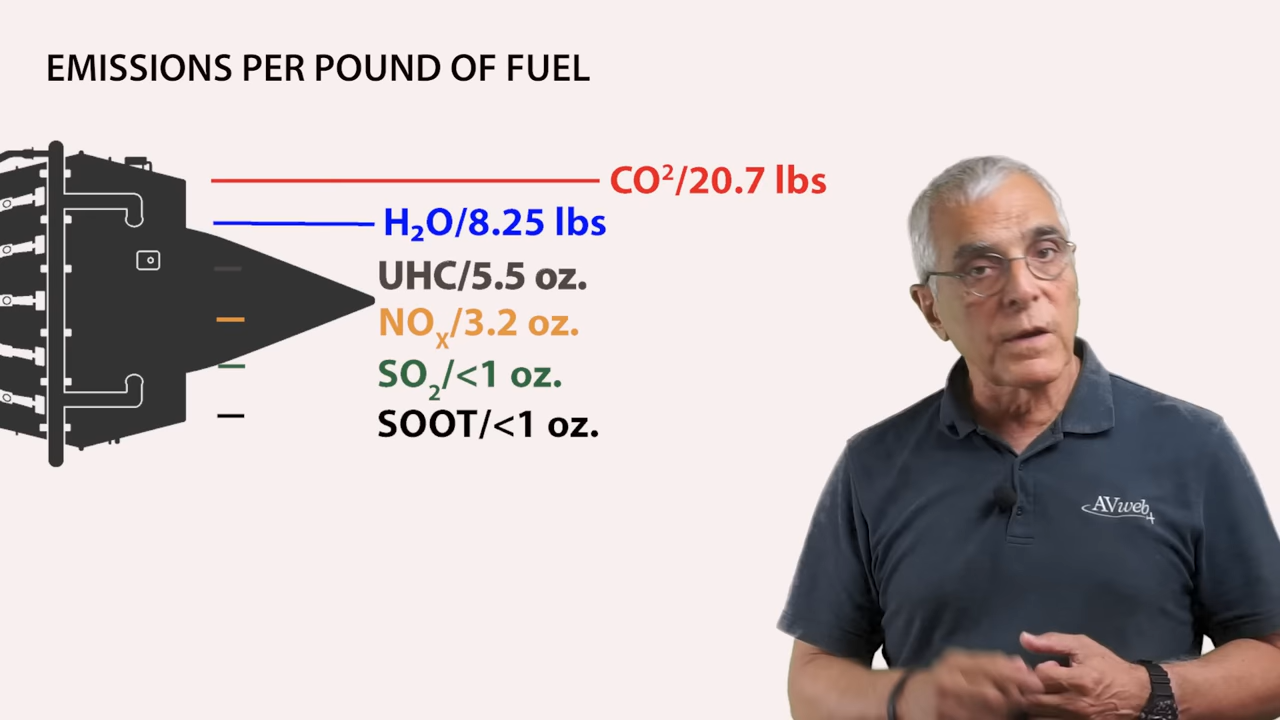 EMISSIONS PER POUND OF FUEL
CO²/20.7 lbs
H₂O/8.25 lbs
UHC/5.5 oz.
NOₓ/3.2 oz.
SO₂/<1 oz.
SOOT/<1 oz.
AVweb